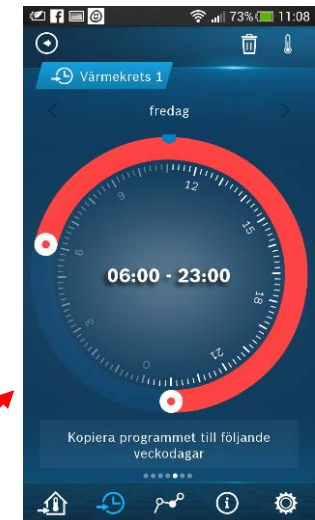 73% 11:08
Värmekrets 1
fredag
12
9
15
6
06:00 - 23:00
18
3
21
0
Kopiera programmet till följande
veckodagar